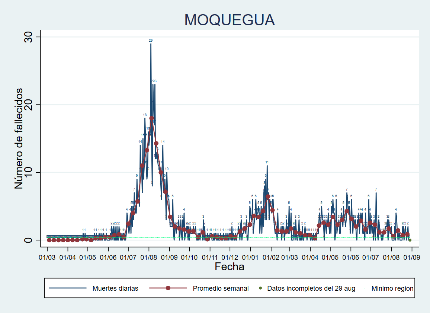 MOQUEGUA
Número de fallecidos
30
20
10
0
01/03 01/04 01/05 01/06 01/07 01/08 01/09 01/10 01/11 01/12 01/01 01/02 01/03 01/04 01/05 01/06 01/07 01/08 01/09
Fecha
Muertes diarias Promedio semanal Datos incompletos del 29 aug Minimo region